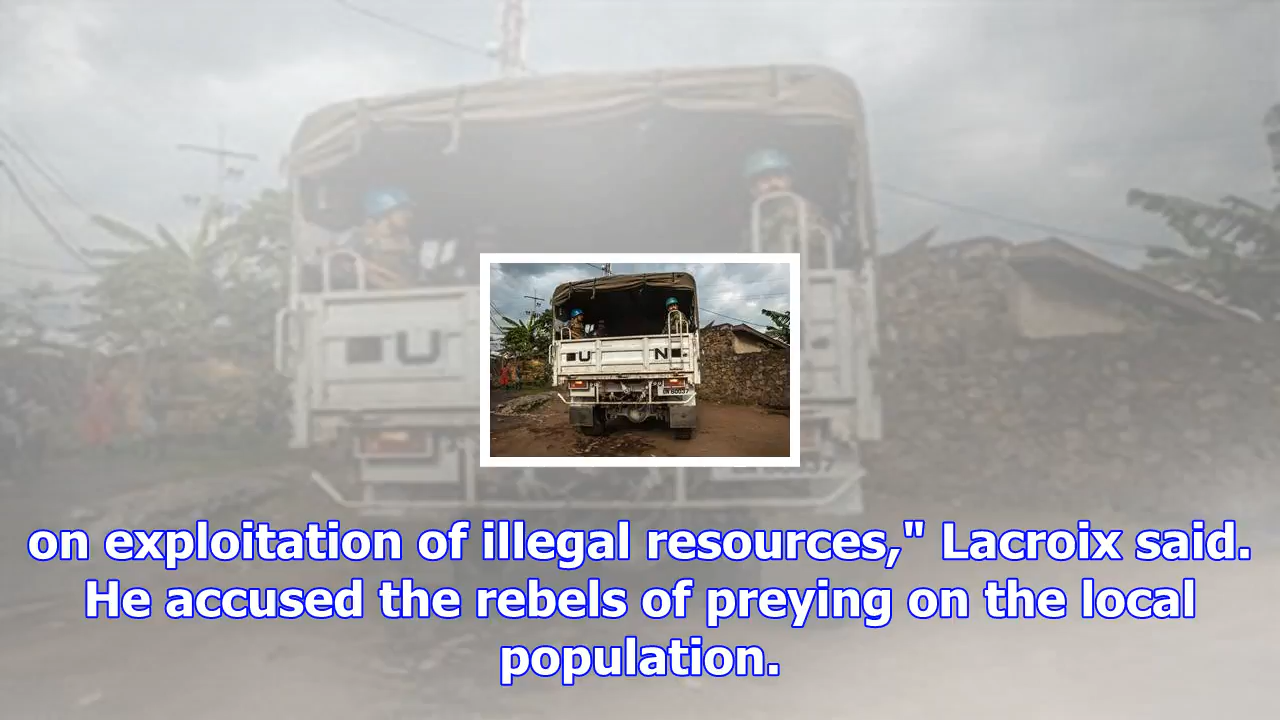 U N
on exploitation of illegal resources," Lacroix said.
He accused the rebels of preying on the local
population.